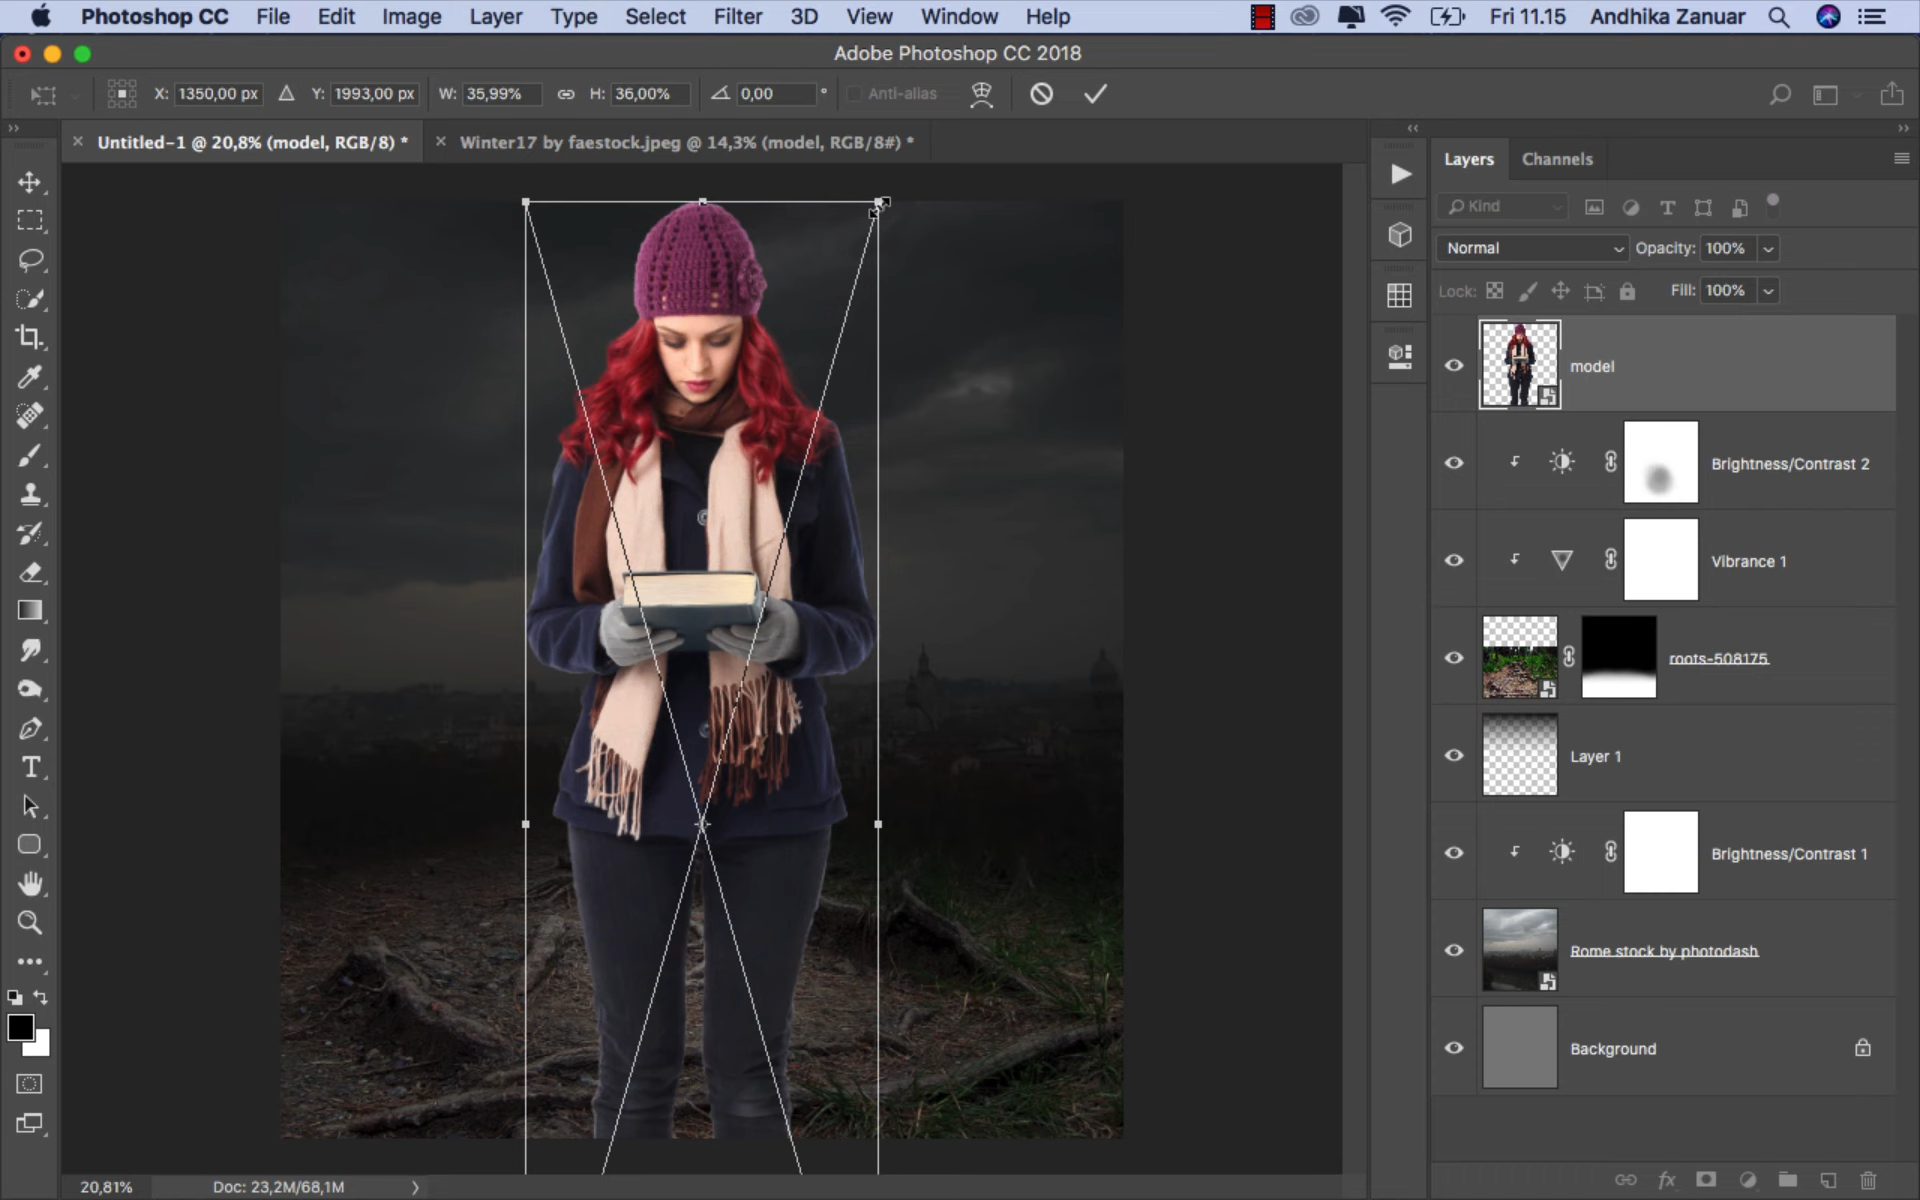 Photoshop CC File Edit Image Layer Type Select Filter 3D View Window Help Fri 11.15 Andhika Zanuar
Adobe Photoshop CC 2018
X: 1350,00 px Y: 1993,00 px W: 35,99% H: 36,00% 0,00 ° Anti-alias
Untitled-1 @ 20,8% (model, RGB/8) * Winter17 by faestock.jpeg @ 14,3% (model, RGB/8#) *
Layers Channels
Kind
Normal Opacity: 100%
Lock: Fill: 100%
model
Brightness/Contrast 2
Vibrance 1
roots-508175
Layer 1
Brightness/Contrast 1
Rome stock by photodash
Background
20,81% Doc: 23,2M/68,1M